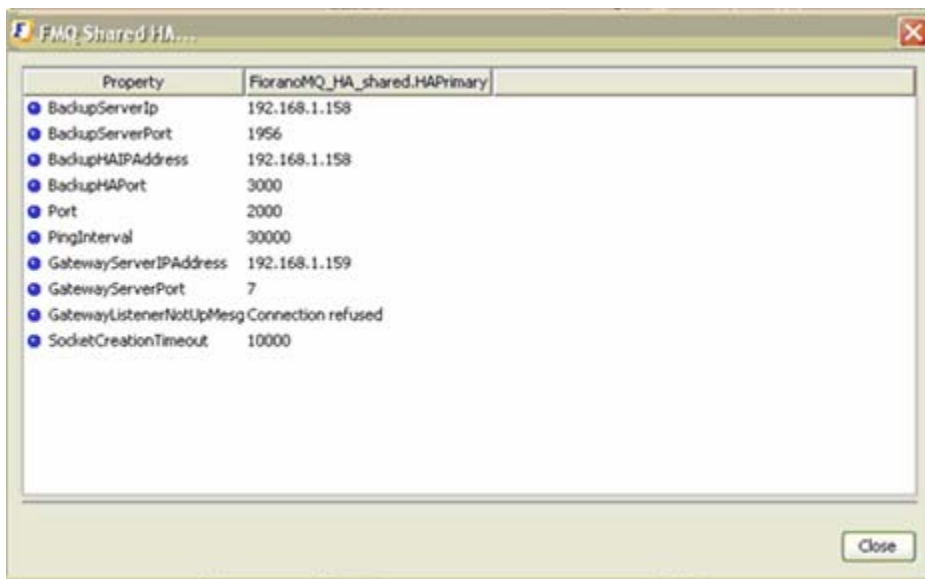 FMQ Shared HA...
Property FioranoMQ_HA_shared.HAPrimary
BackupServerIp 192.168.1.158
BackupServerPort 1956
BackupHAIPAddress 192.168.1.158
BackupHAPort 3000
Port 2000
PingInterval 30000
GatewayServerIPAddress 192.168.1.159
GatewayServerPort 7
GatewayListenerNotUpMesg Connection refused
SocketCreationTimeout 10000
Close